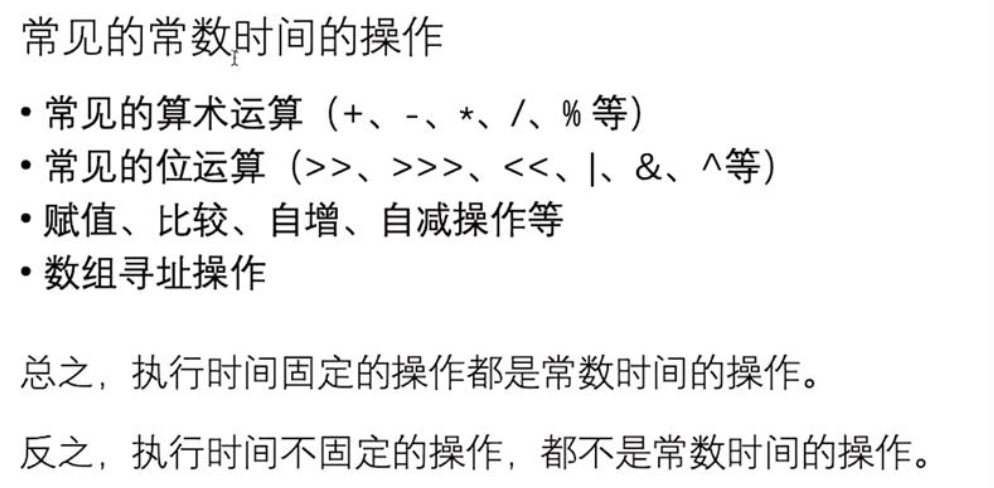 常见的常数时间的操作
• 常见的算术运算（+、-、*、/、% 等）
• 常见的位运算（>>、>>>、<<、|、&、^等）
• 赋值、比较、自增、自减操作等
• 数组寻址操作
总之，执行时间固定的操作都是常数时间的操作。
反之，执行时间不固定的操作，都不是常数时间的操作。